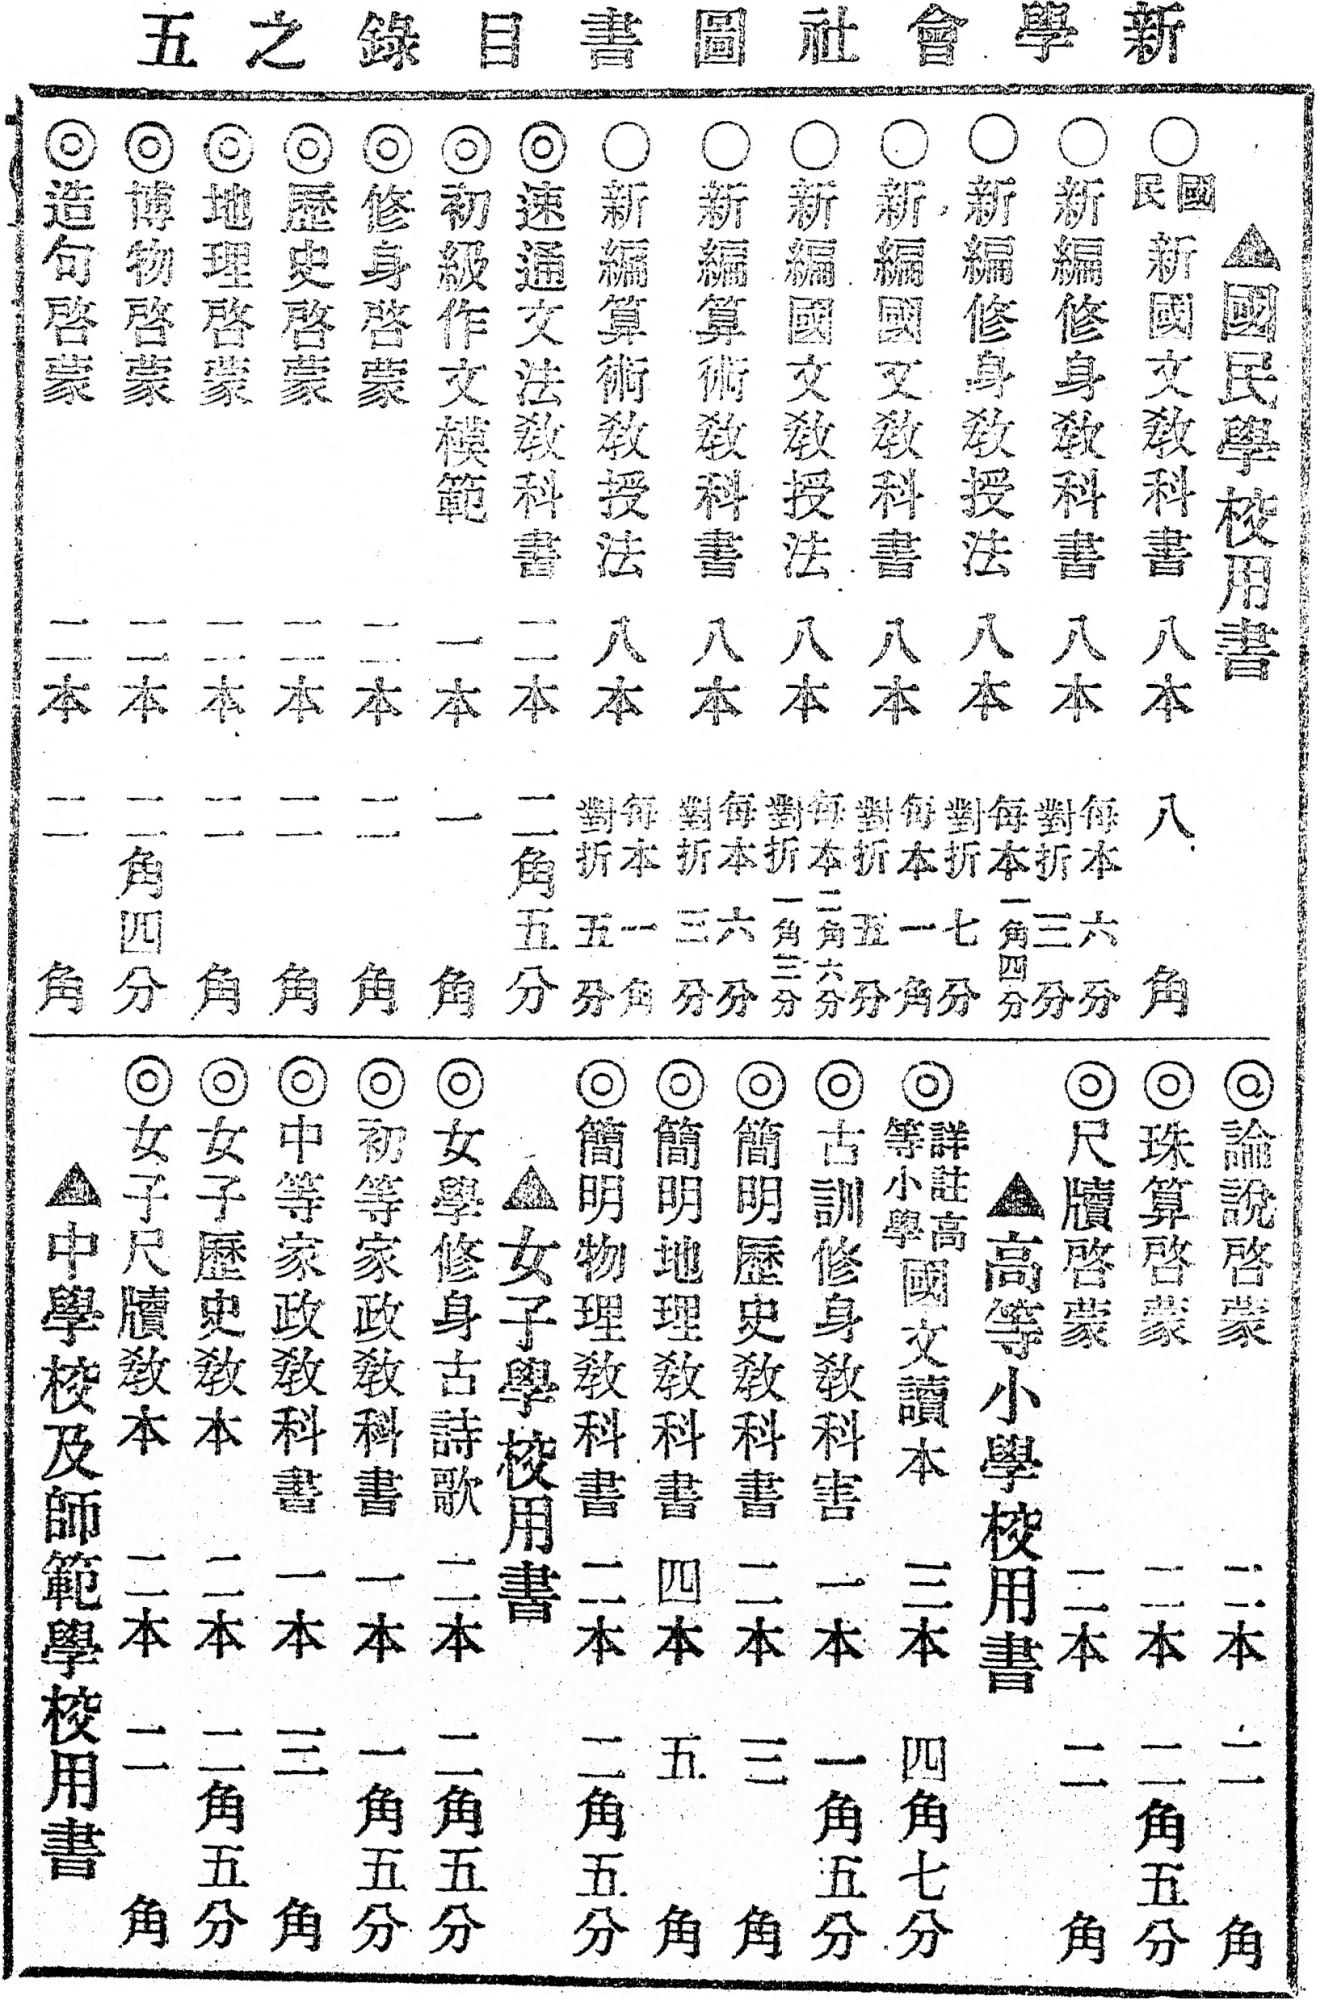 新學會社圖書目錄之五
▲國民學校用書
○國民新國文教科書 八本 八角
○新編修身教科書 八本 每本六分 對折三分
○新編修身教授法 八本 每本一角四分 對折七分
○新編國文教科書 八本 每本一角 對折五分
○新編國文教授法 八本 每本二角六分 對折一角三分
○新編算術教科書 八本 每本六分 對折三分
○新編算術教授法 八本 每本一角 對折五分
◎速通文法教科書 二本 二角五分
◎初級作文模範 一本 一角
◎修身啓蒙 二本 二角
◎歷史啓蒙 二本 二角
◎地理啓蒙 二本 二角
◎博物啓蒙 二本 二角四分
◎造句啓蒙 二本 二角
◎論說啓蒙 二本 二角
◎珠算啓蒙 二本 二角五分
◎尺牘啓蒙 二本 二角
▲高等小學校用書
◎詳註高等小學國文讀本 三本 四角七分
◎古訓修身教科害 一本 一角五分
◎簡明歷史教科書 二本 三角
◎簡明地理教科書 四本 五角
◎簡明物理教科書 二本 二角五分
▲女子學校用書
◎女學修身古詩歌 二本 二角五分
◎初等家政教科書 一本 一角五分
◎中等家政教科書 一本 三角
◎女子歷史教本 二本 二角五分
◎女子尺牘教本 二本 二角
▲中學校及師範學校用書